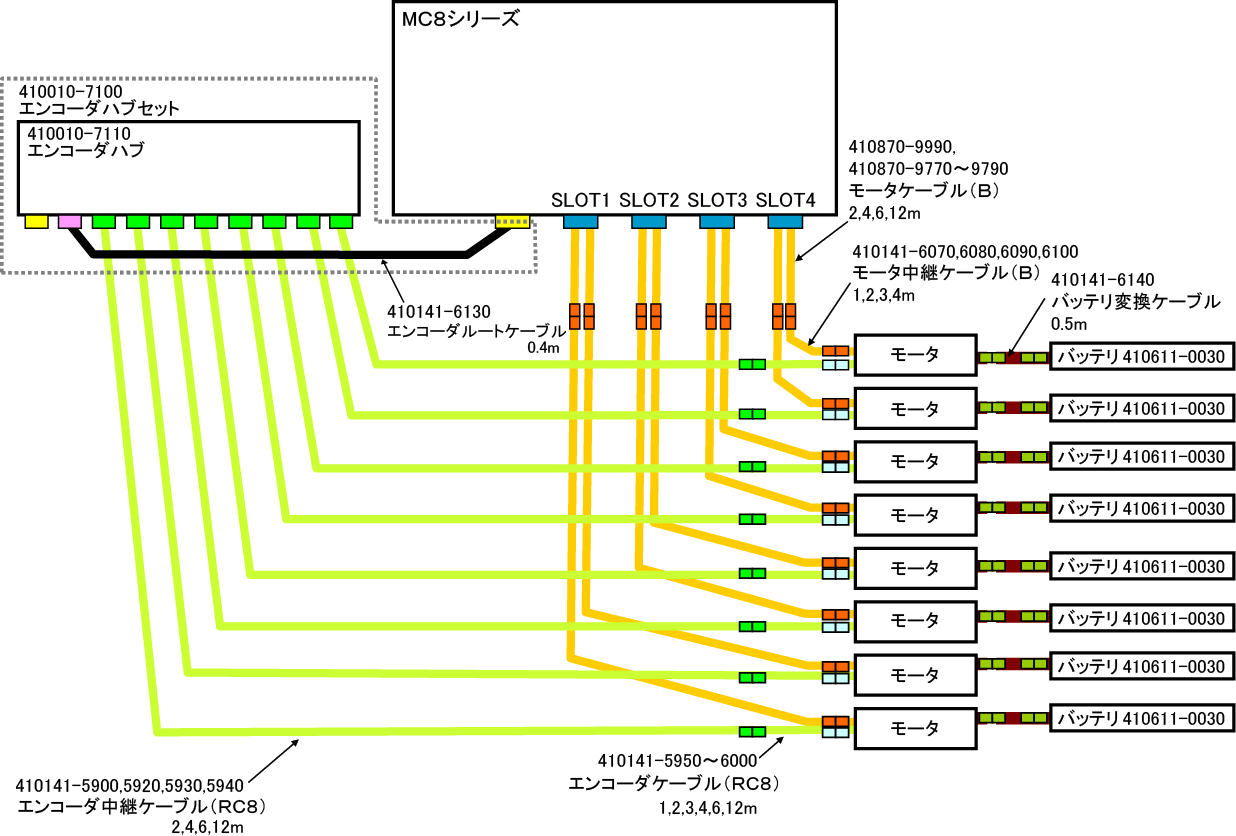 MC8シリーズ
410010-7100
エンコーダハブセット
410010-7110
エンコーダハブ
SLOT1 SLOT2 SLOT3 SLOT4
410870-9990,
410870-9770～9790
モータケーブル(B)
2,4,6,12m
410141-6070,6080,6090,6100
モータ中継ケーブル(B)
1,2,3,4m
410141-6140
バッテリ変換ケーブル
0.5m
410141-6130
エンコーダルートケーブル
0.4m
モータ
バッテリ 410611-0030
モータ
バッテリ 410611-0030
モータ
バッテリ 410611-0030
モータ
バッテリ 410611-0030
モータ
バッテリ 410611-0030
モータ
バッテリ 410611-0030
モータ
バッテリ 410611-0030
モータ
バッテリ 410611-0030
410141-5950～6000
エンコーダケーブル(RC8)
1,2,3,4,6,12m
410141-5900,5920,5930,5940
エンコーダ中継ケーブル(RC8)
2,4,6,12m